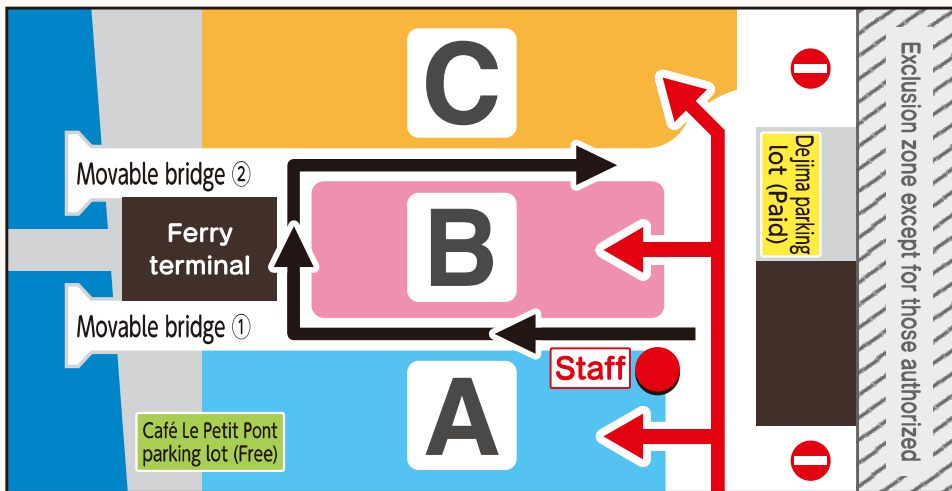 C
Movable bridge ②
Ferry
terminal
B
Movable bridge ①
Staff
A
Café Le Petit Pont
parking lot (Free)
Dejima parking
lot (Paid)
Exclusion zone except for those authorized